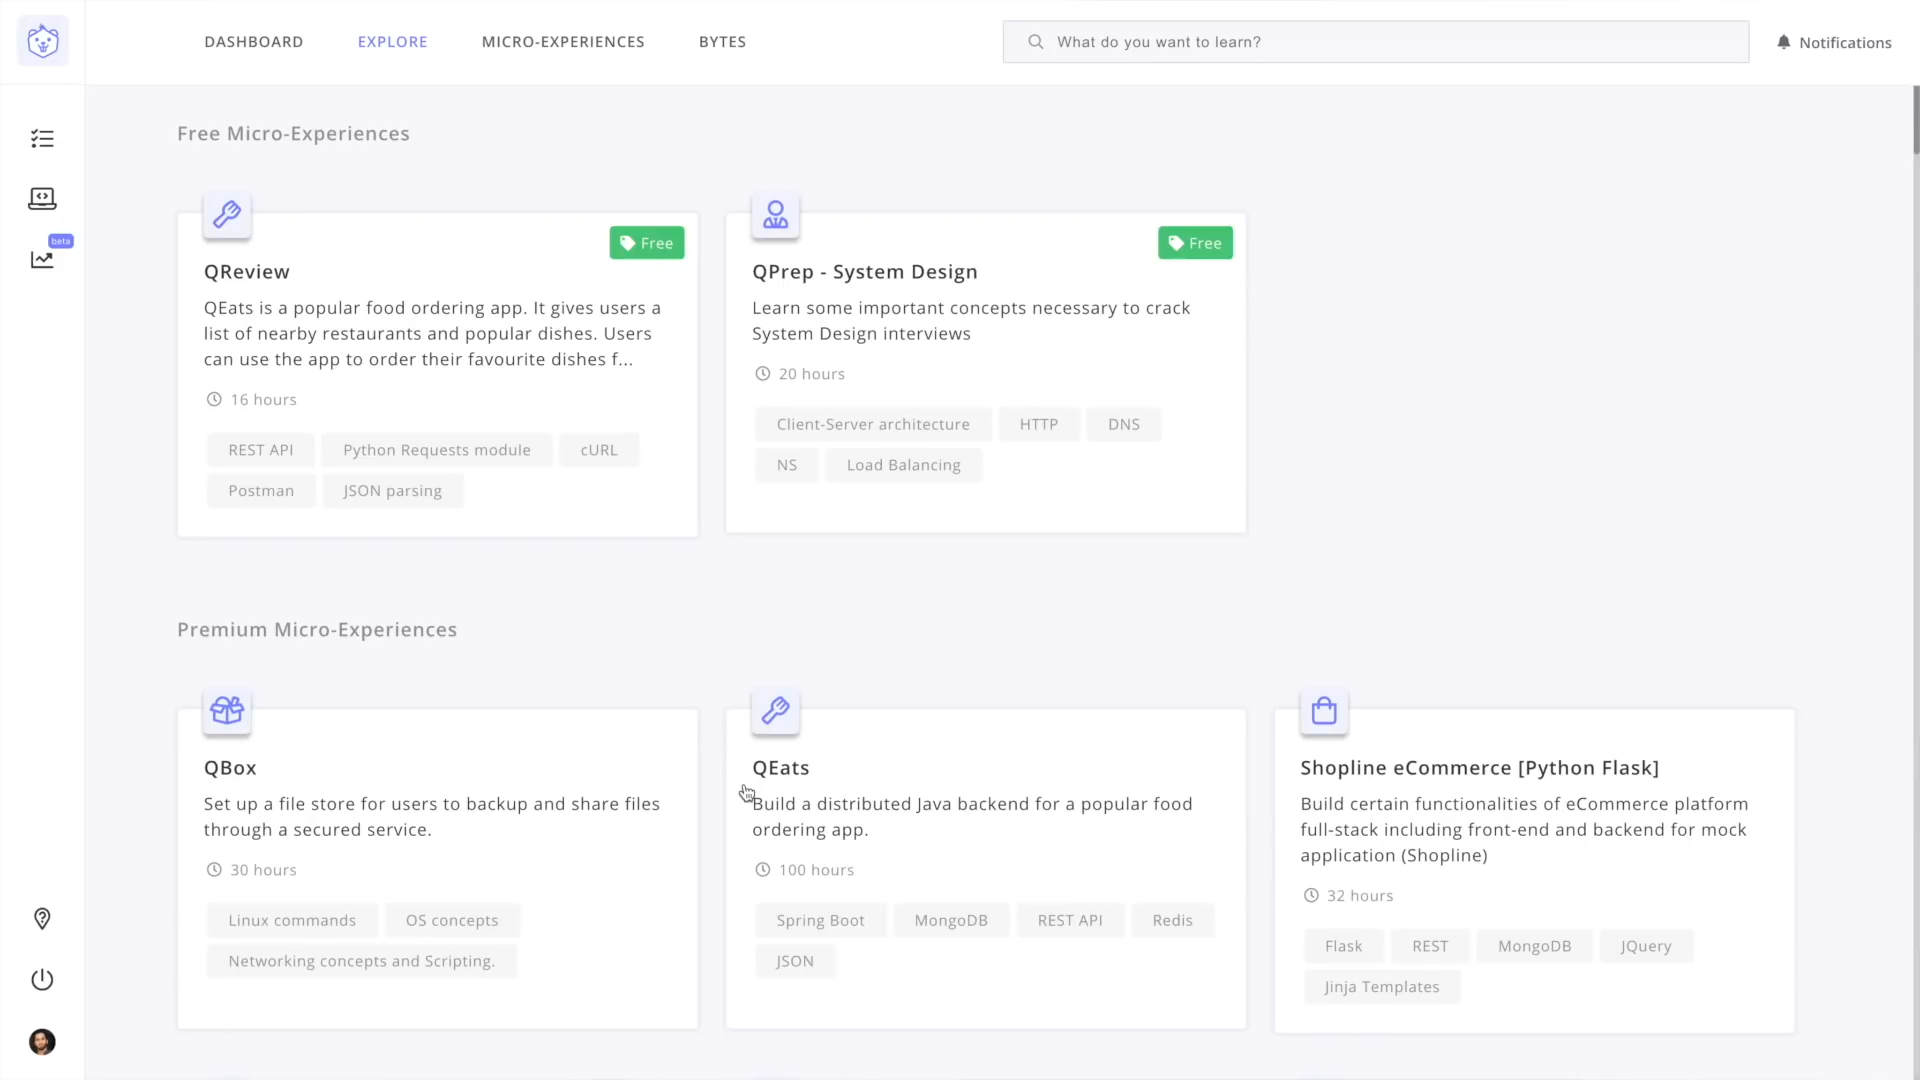 DASHBOARD EXPLORE MICRO-EXPERIENCES BYTES What do you want to learn? Notifications
beta
Free Micro-Experiences
Free
QReview
QEats is a popular food ordering app. It gives users a
list of nearby restaurants and popular dishes. Users
can use the app to order their favourite dishes f...
16 hours
REST API Python Requests module cURL
Postman JSON parsing
Free
QPrep - System Design
Learn some important concepts necessary to crack
System Design interviews
20 hours
Client-Server architecture HTTP DNS
NS Load Balancing
Premium Micro-Experiences
QBox
Set up a file store for users to backup and share files
through a secured service.
30 hours
Linux commands OS concepts
Networking concepts and Scripting.
QEats
Build a distributed Java backend for a popular food
ordering app.
100 hours
Spring Boot MongoDB REST API Redis
JSON
Shopline eCommerce [Python Flask]
Build certain functionalities of eCommerce platform
full-stack including front-end and backend for mock
application (Shopline)
32 hours
Flask REST MongoDB JQuery
Jinja Templates